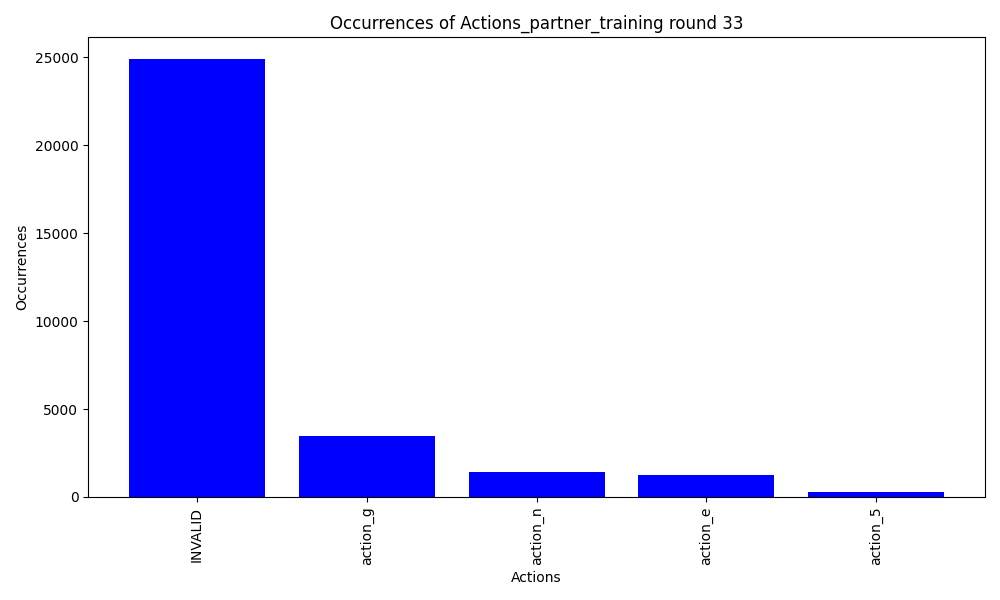 Occurrences of Actions_partner_training round 33
Occurrences
25000
20000
15000
10000
5000
0
INVALID
action_g
action_n
action_e
action_5
Actions